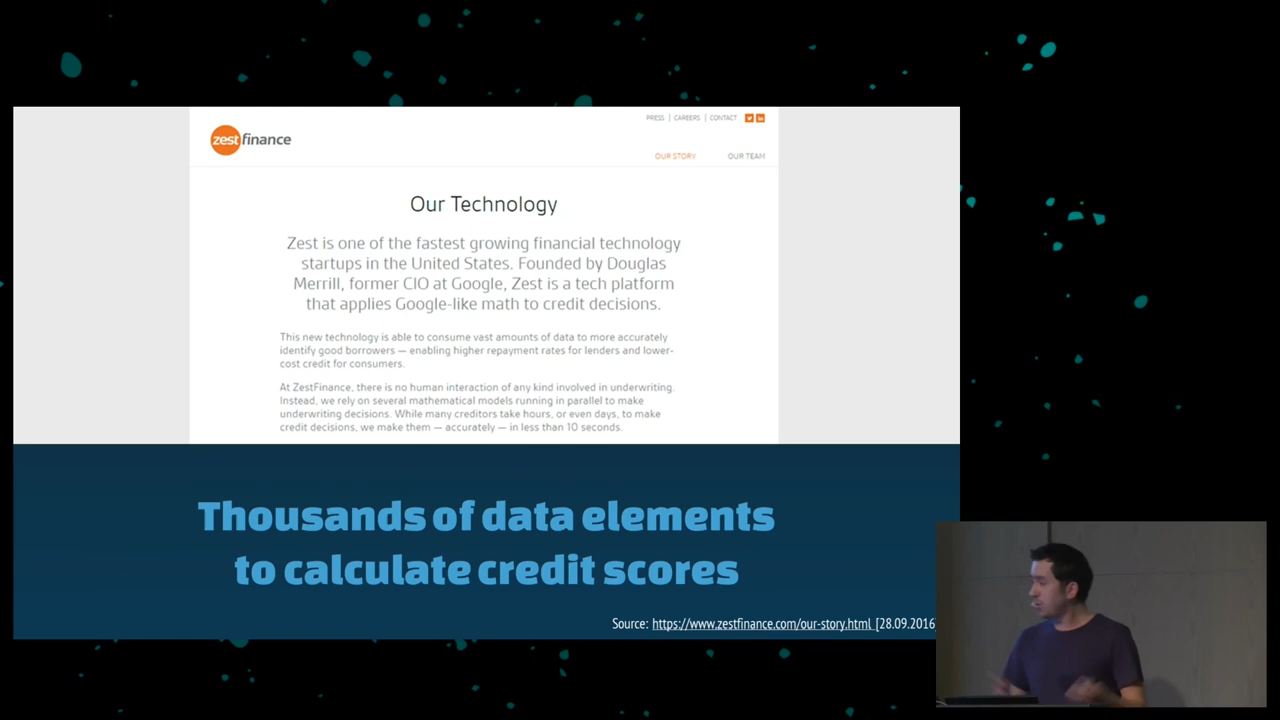 PRESS | CAREERS | CONTACT
zestfinance
OUR STORY OUR TEAM
Our Technology
Zest is one of the fastest growing financial technology
startups in the United States. Founded by Douglas
Merrill, former CIO at Google, Zest is a tech platform
that applies Google-like math to credit decisions.
This new technology is able to consume vast amounts of data to more accurately
identify good borrowers — enabling higher repayment rates for lenders and lower-
cost credit for consumers.
At ZestFinance, there is no human interaction of any kind involved in underwriting.
Instead, we rely on several mathematical models running in parallel to make
underwriting decisions. While many creditors take hours, or even days, to make
credit decisions, we make them — accurately — in less than 10 seconds.
Thousands of data elements
to calculate credit scores
Source: https://www.zestfinance.com/our-story.html [28.09.2016